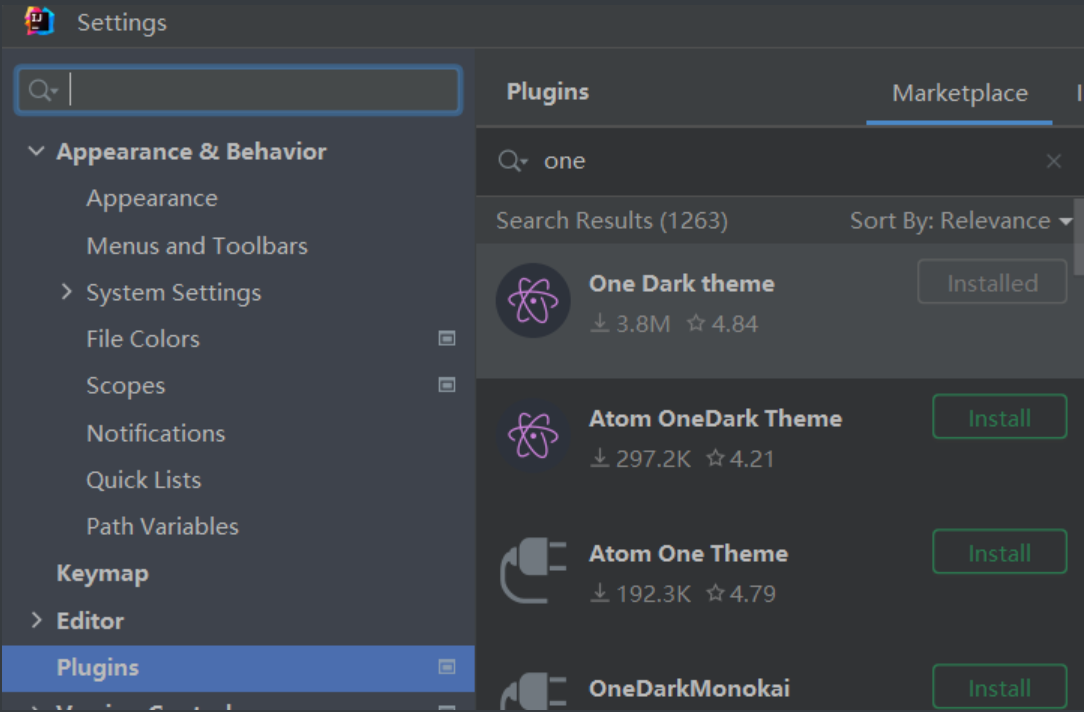 Settings
Appearance & Behavior
Appearance
Menus and Toolbars
System Settings
File Colors
Scopes
Notifications
Quick Lists
Path Variables
Keymap
Editor
Plugins
Plugins
Marketplace
one
Search Results (1263)
Sort By: Relevance
One Dark theme
Installed
3.8M
4.84
Atom OneDark Theme
Install
297.2K
4.21
Atom One Theme
Install
192.3K
4.79
OneDarkMonokai
Install